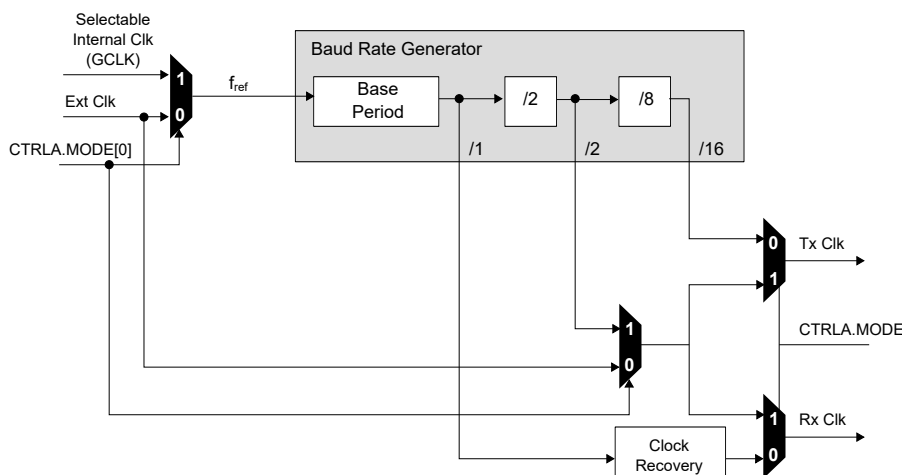 Selectable
Internal Clk
(GCLK)
Baud Rate Generator
1
fref
Base
Period
/2
/8
Ext Clk
0
CTRLA.MODE[0]
/1
/2
/16
0
Tx Clk
1
1
CTRLA.MODE
0
1
Rx Clk
Clock
Recovery
0